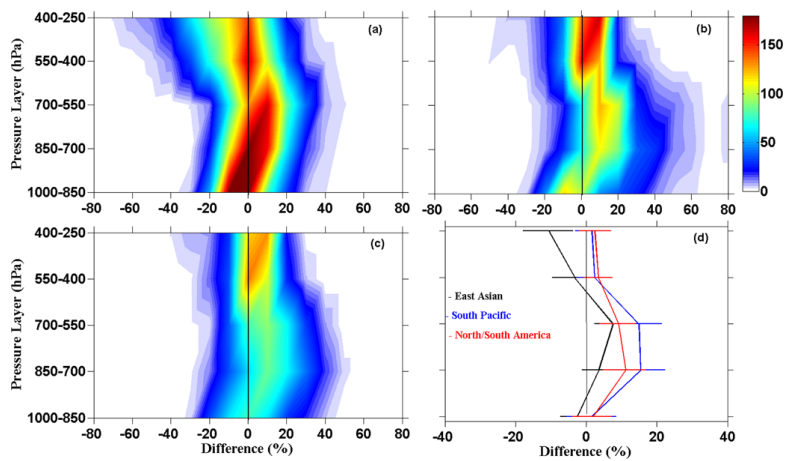 400-250
550-400
700-550
850-700
1000-850
Pressure Layer (hPa)
(a)
-80 -60 -40 -20 0 20 40 60 80
(b)
-80 -60 -40 -20 0 20 40 60 80
150
100
50
0
400-250
550-400
700-550
850-700
1000-850
Pressure Layer (hPa)
(c)
-80 -60 -40 -20 0 20 40 60 80
Difference (%)
(d)
- East Asian
- South Pacific
- North/South America
-40 -20 0 20 40
Difference (%)